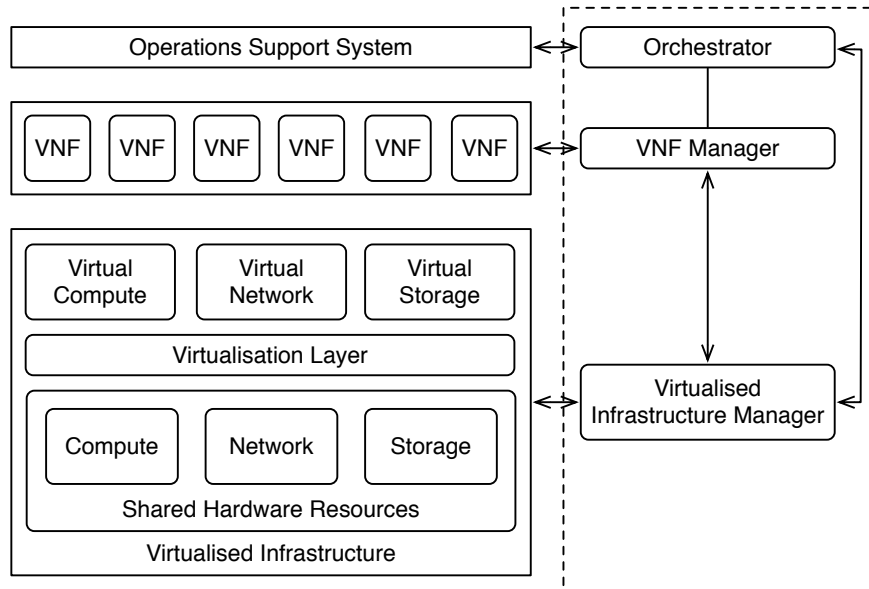 Operations Support System
Orchestrator
VNF VNF VNF VNF VNF VNF
VNF Manager
Virtual
Compute
Virtual
Network
Virtual
Storage
Virtualisation Layer
Virtualised
Infrastructure Manager
Compute
Network
Storage
Shared Hardware Resources
Virtualised Infrastructure